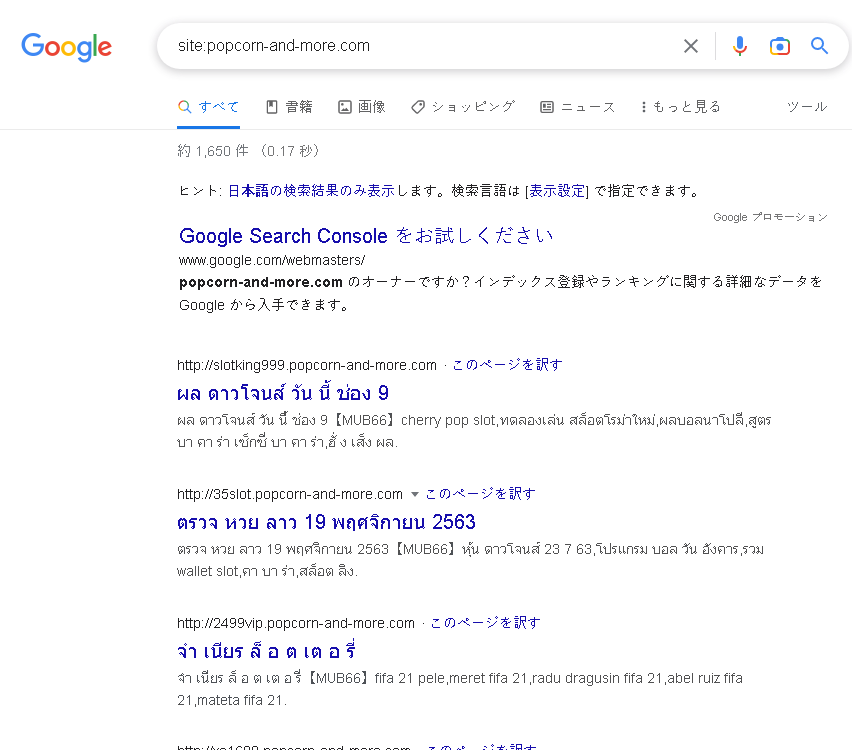 Google
site:popcorn-and-more.com
すべて 書籍 画像 ショッピング ニュース もっと見る ツール
約 1,650 件 （0.17 秒）
ヒント: 日本語の検索結果のみ表示します。検索言語は [表示設定] で指定できます。
Google プロモーション
Google Search Console をお試しください
www.google.com/webmasters/
popcorn-and-more.com のオーナーですか？インデックス登録やランキングに関する詳細なデータを
Google から入手できます。
http://slotking999.popcorn-and-more.com · このページを訳す
ผล ดาวโจนส์ วัน นี้ ช่อง 9
ผล ดาวโจนส์ วัน นี้ ช่อง 9【MUB66】cherry pop slot,ทดลองเล่น สล็อตโรม่าใหม่,ผลบอลนาโปลี,สูตร
บา คา ร่า เซ็กซี่ บา คา ร่า,ฮั่ ง เส็ง ผล.
http://35slot.popcorn-and-more.com このページを訳す
ตรวจ หวย ลาว 19 พฤศจิกายน 2563
ตรวจ หวย ลาว 19 พฤศจิกายน 2563【MUB66】หุ้น ดาวโจนส์ 23 7 63,โปรแกรม บอล วัน อังคาร,รวม
wallet slot,คา บา ร่า,สล็อต ลิง.
http://2499vip.popcorn-and-more.com · このページを訳す
จํา เนียร ล็ อ ต เต อ รี่
จํา เนียร ล็ อ ต เต อ รี่【MUB66】fifa 21 pele,meret fifa 21,radu dragusin fifa 21,abel ruiz fifa
21,mateta fifa 21.